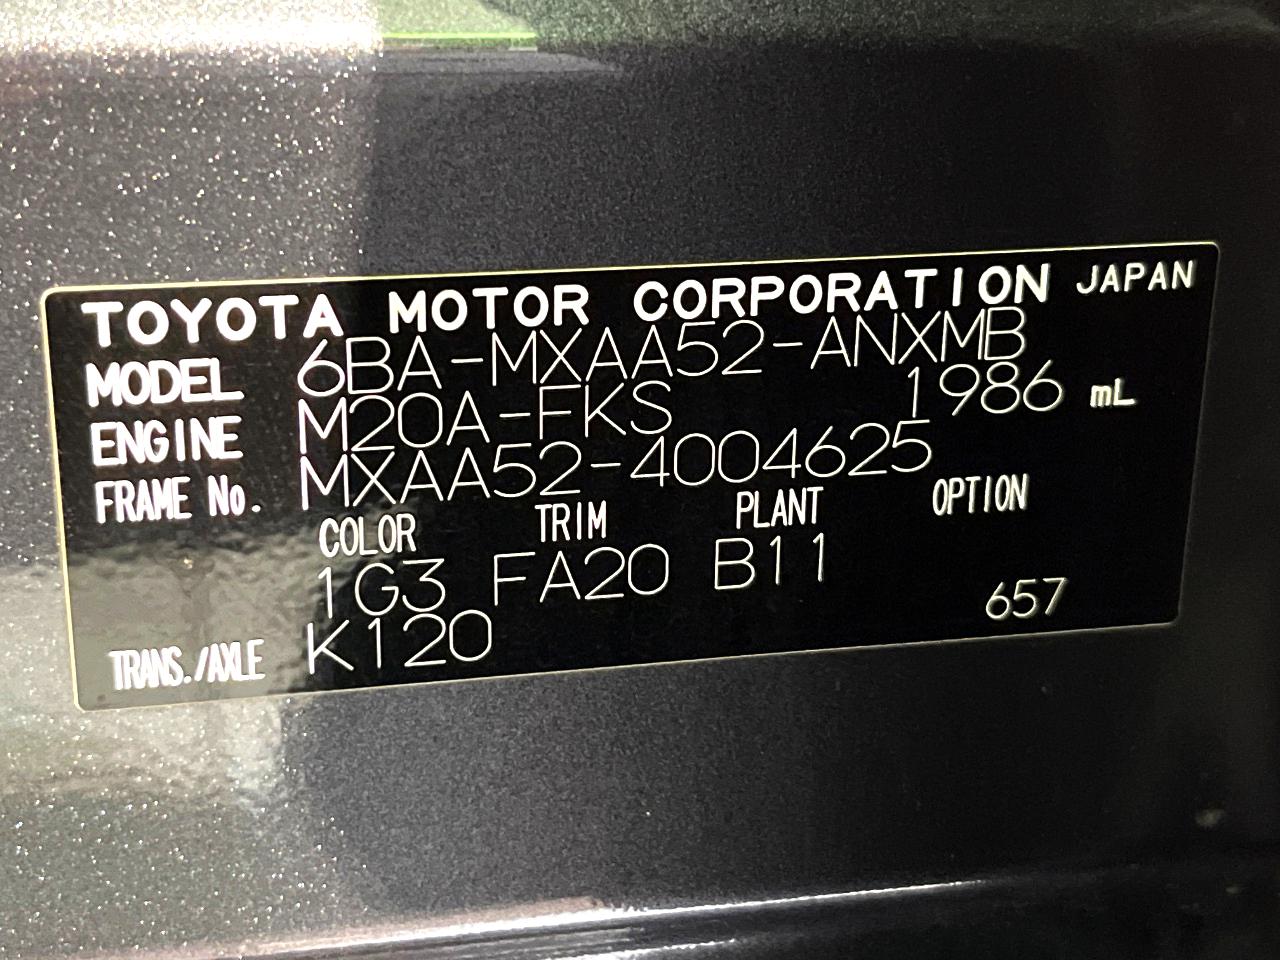 TOYOTA MOTOR CORPORATION JAPAN
MODEL 6BA-MXAA52-ANXMB
ENGINE M20A-FKS 1986 mL
FRAME No. MXAA52-4004625
COLOR TRIM PLANT OPTION
1G3 FA20 B11
TRANS./AXLE K120 657